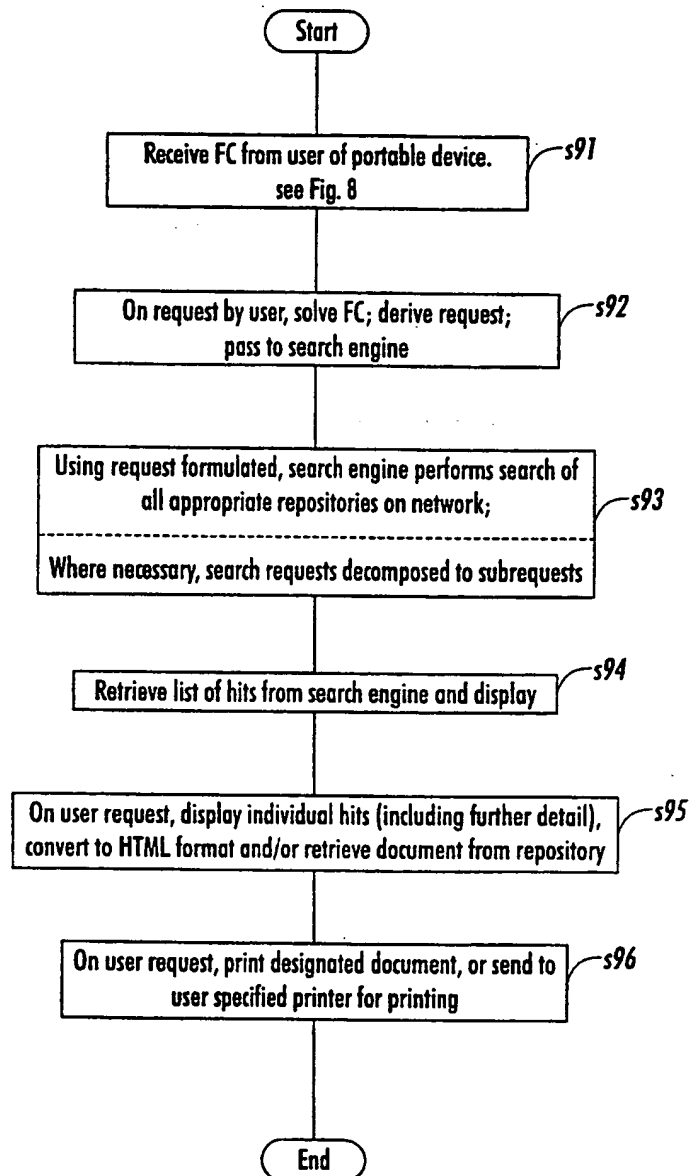 Start
Receive FC from user of portable device.
see Fig. 8
s91
On request by user, solve FC; derive request;
pass to search engine
s92
Using request formulated, search engine performs search of
all appropriate repositories on network;
Where necessary, search requests decomposed to subrequests
s93
Retrieve list of hits from search engine and display
s94
On user request, display individual hits (including further detail),
convert to HTML format and/or retrieve document from repository
s95
On user request, print designated document, or send to
user specified printer for printing
s96
End